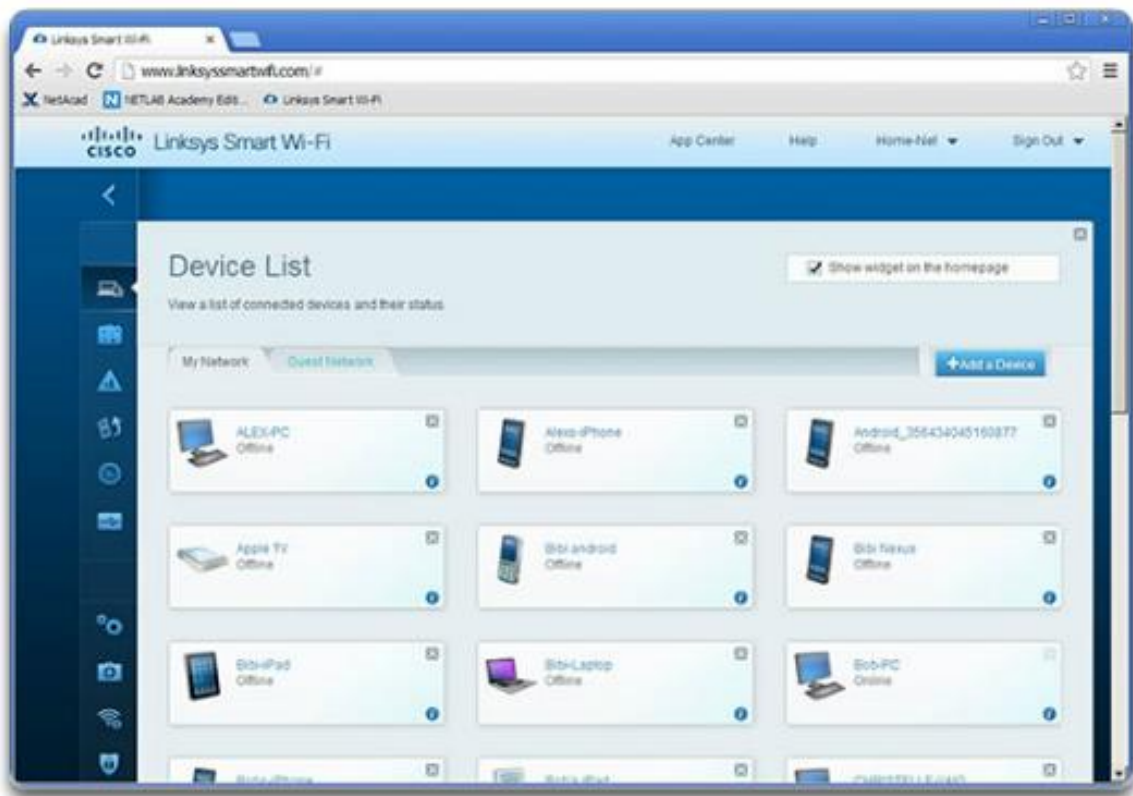 Linksys Smart Wi-Fi
www.linksyssmartwifi.com/#
NetAcad NETLAB Academy Edit... Linksys Smart Wi-Fi
CISCO Linksys Smart Wi-Fi App Center Help Home-Net Sign Out
Device List
Show widget on the homepage
View a list of connected devices and their status
My Network Guest Network +Add a Device
ALEX-PC
Offline
Alexs-iPhone
Offline
Android_356434045160877
Offline
Apple TV
Offline
Bibi-android
Offline
Bibi Nexus
Offline
Bibi-iPad
Offline
Bibi-Laptop
Offline
Bob-PC
Online